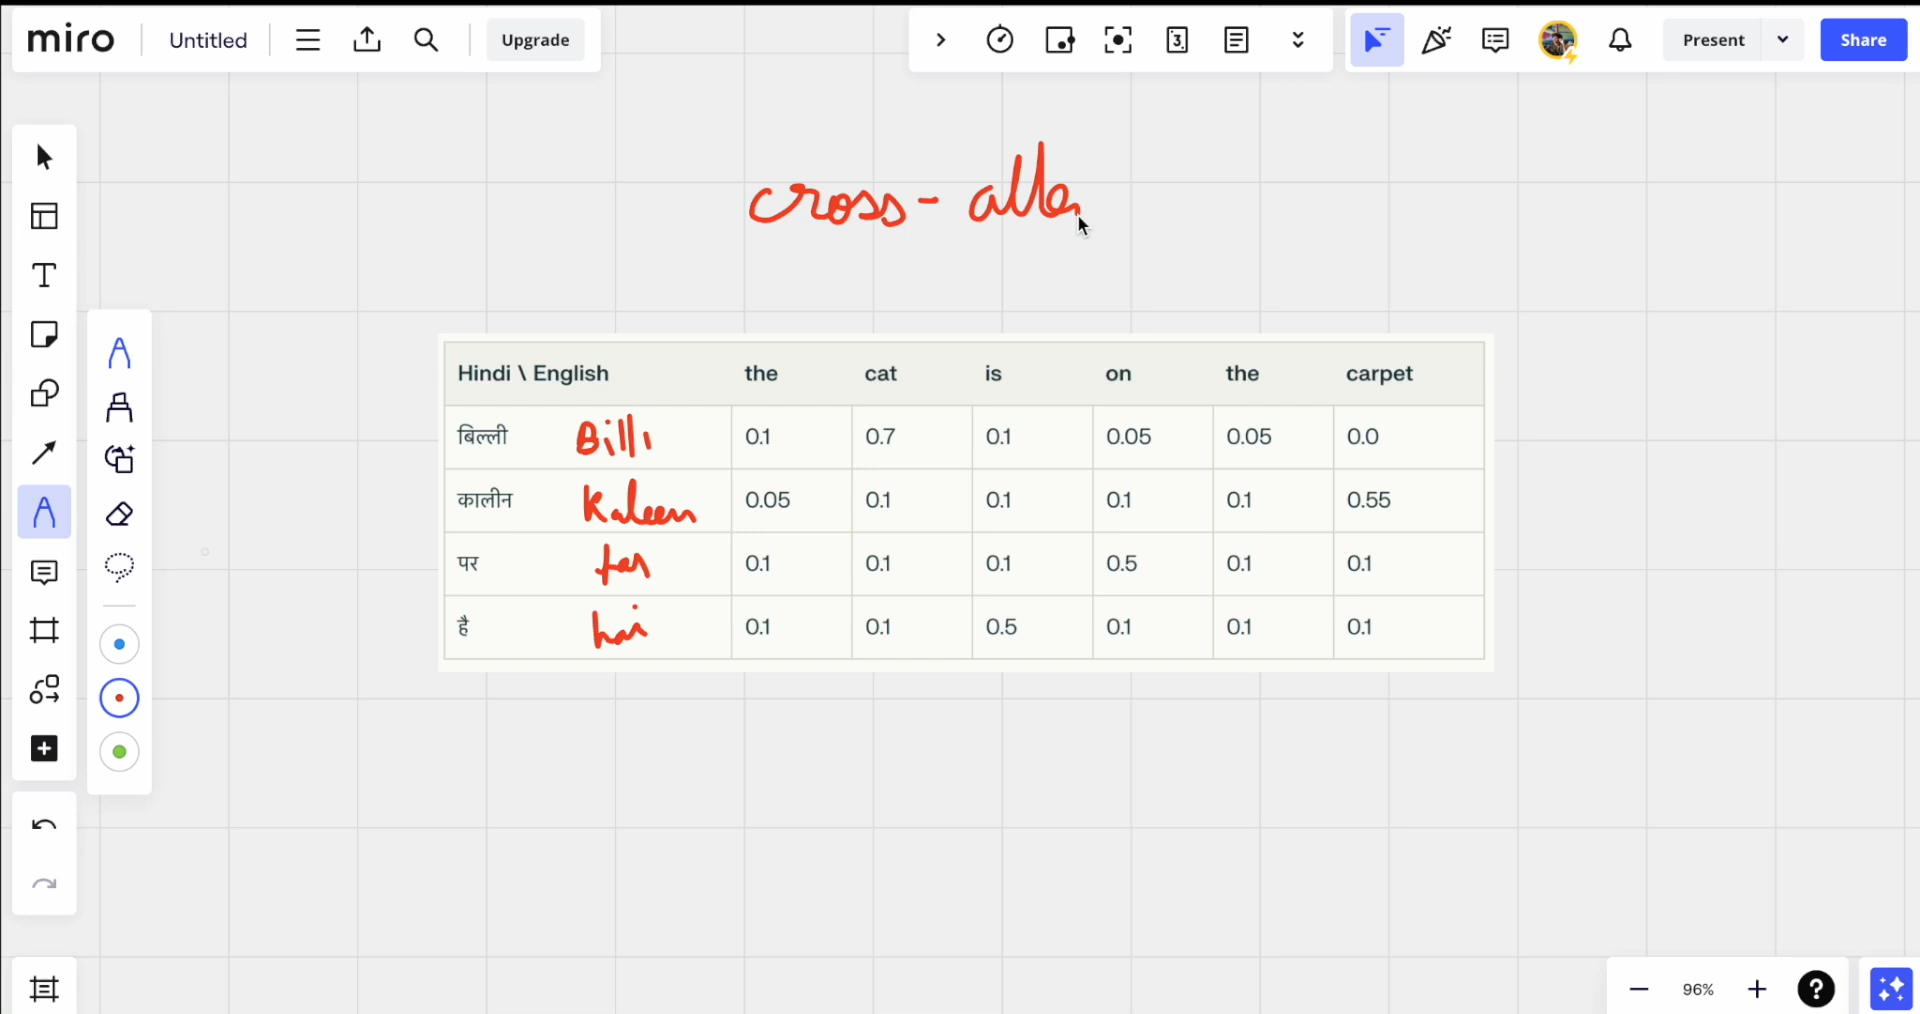 miro Untitled Upgrade 3 Present Share
cross - atten
Hindi \ English the cat is on the carpet
बिल्ली Billi 0.1 0.7 0.1 0.05 0.05 0.0
कालीन Kaleen 0.05 0.1 0.1 0.1 0.1 0.55
पर par 0.1 0.1 0.1 0.5 0.1 0.1
है hai 0.1 0.1 0.5 0.1 0.1 0.1
96% ?